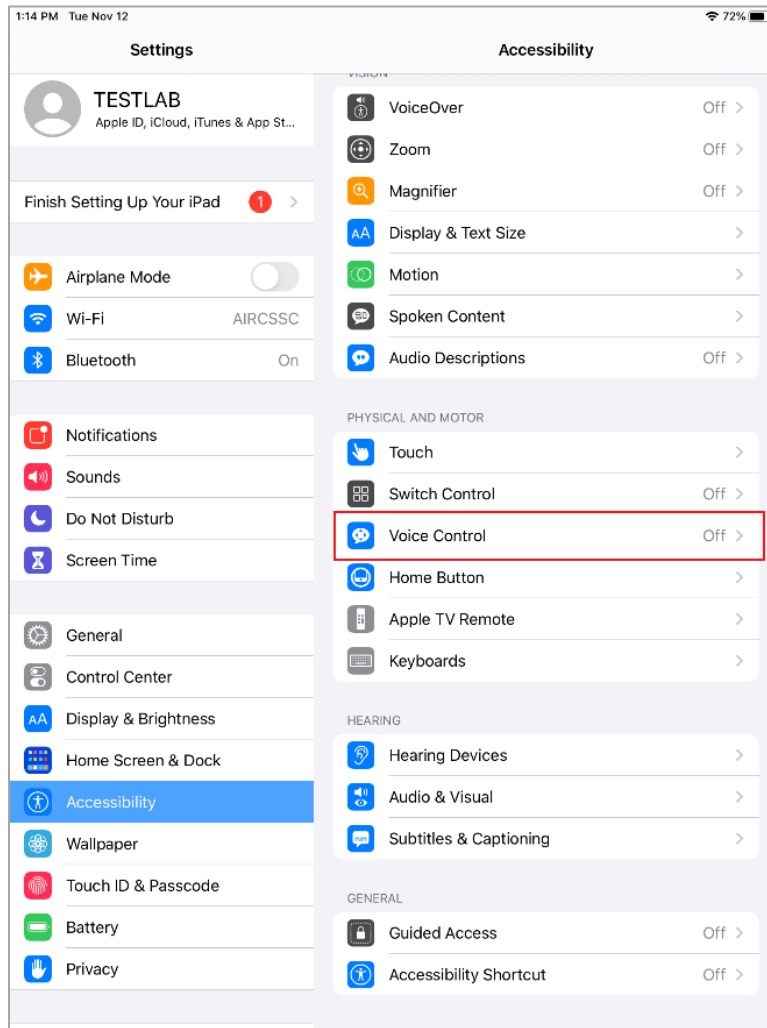 1:14 PM Tue Nov 12
72%
Settings
TESTLAB
Apple ID, iCloud, iTunes & App St...
Finish Setting Up Your iPad 1
Airplane Mode
Wi-Fi AIRCSSC
Bluetooth On
Notifications
Sounds
Do Not Disturb
Screen Time
General
Control Center
AA Display & Brightness
Home Screen & Dock
Accessibility
Wallpaper
Touch ID & Passcode
Battery
Privacy
Accessibility
VISION
VoiceOver Off
Zoom Off
Magnifier Off
AA Display & Text Size
Motion
Spoken Content
Audio Descriptions Off
PHYSICAL AND MOTOR
Touch
Switch Control Off
Voice Control Off
Home Button
Apple TV Remote
Keyboards
HEARING
Hearing Devices
Audio & Visual
Subtitles & Captioning
GENERAL
Guided Access Off
Accessibility Shortcut Off